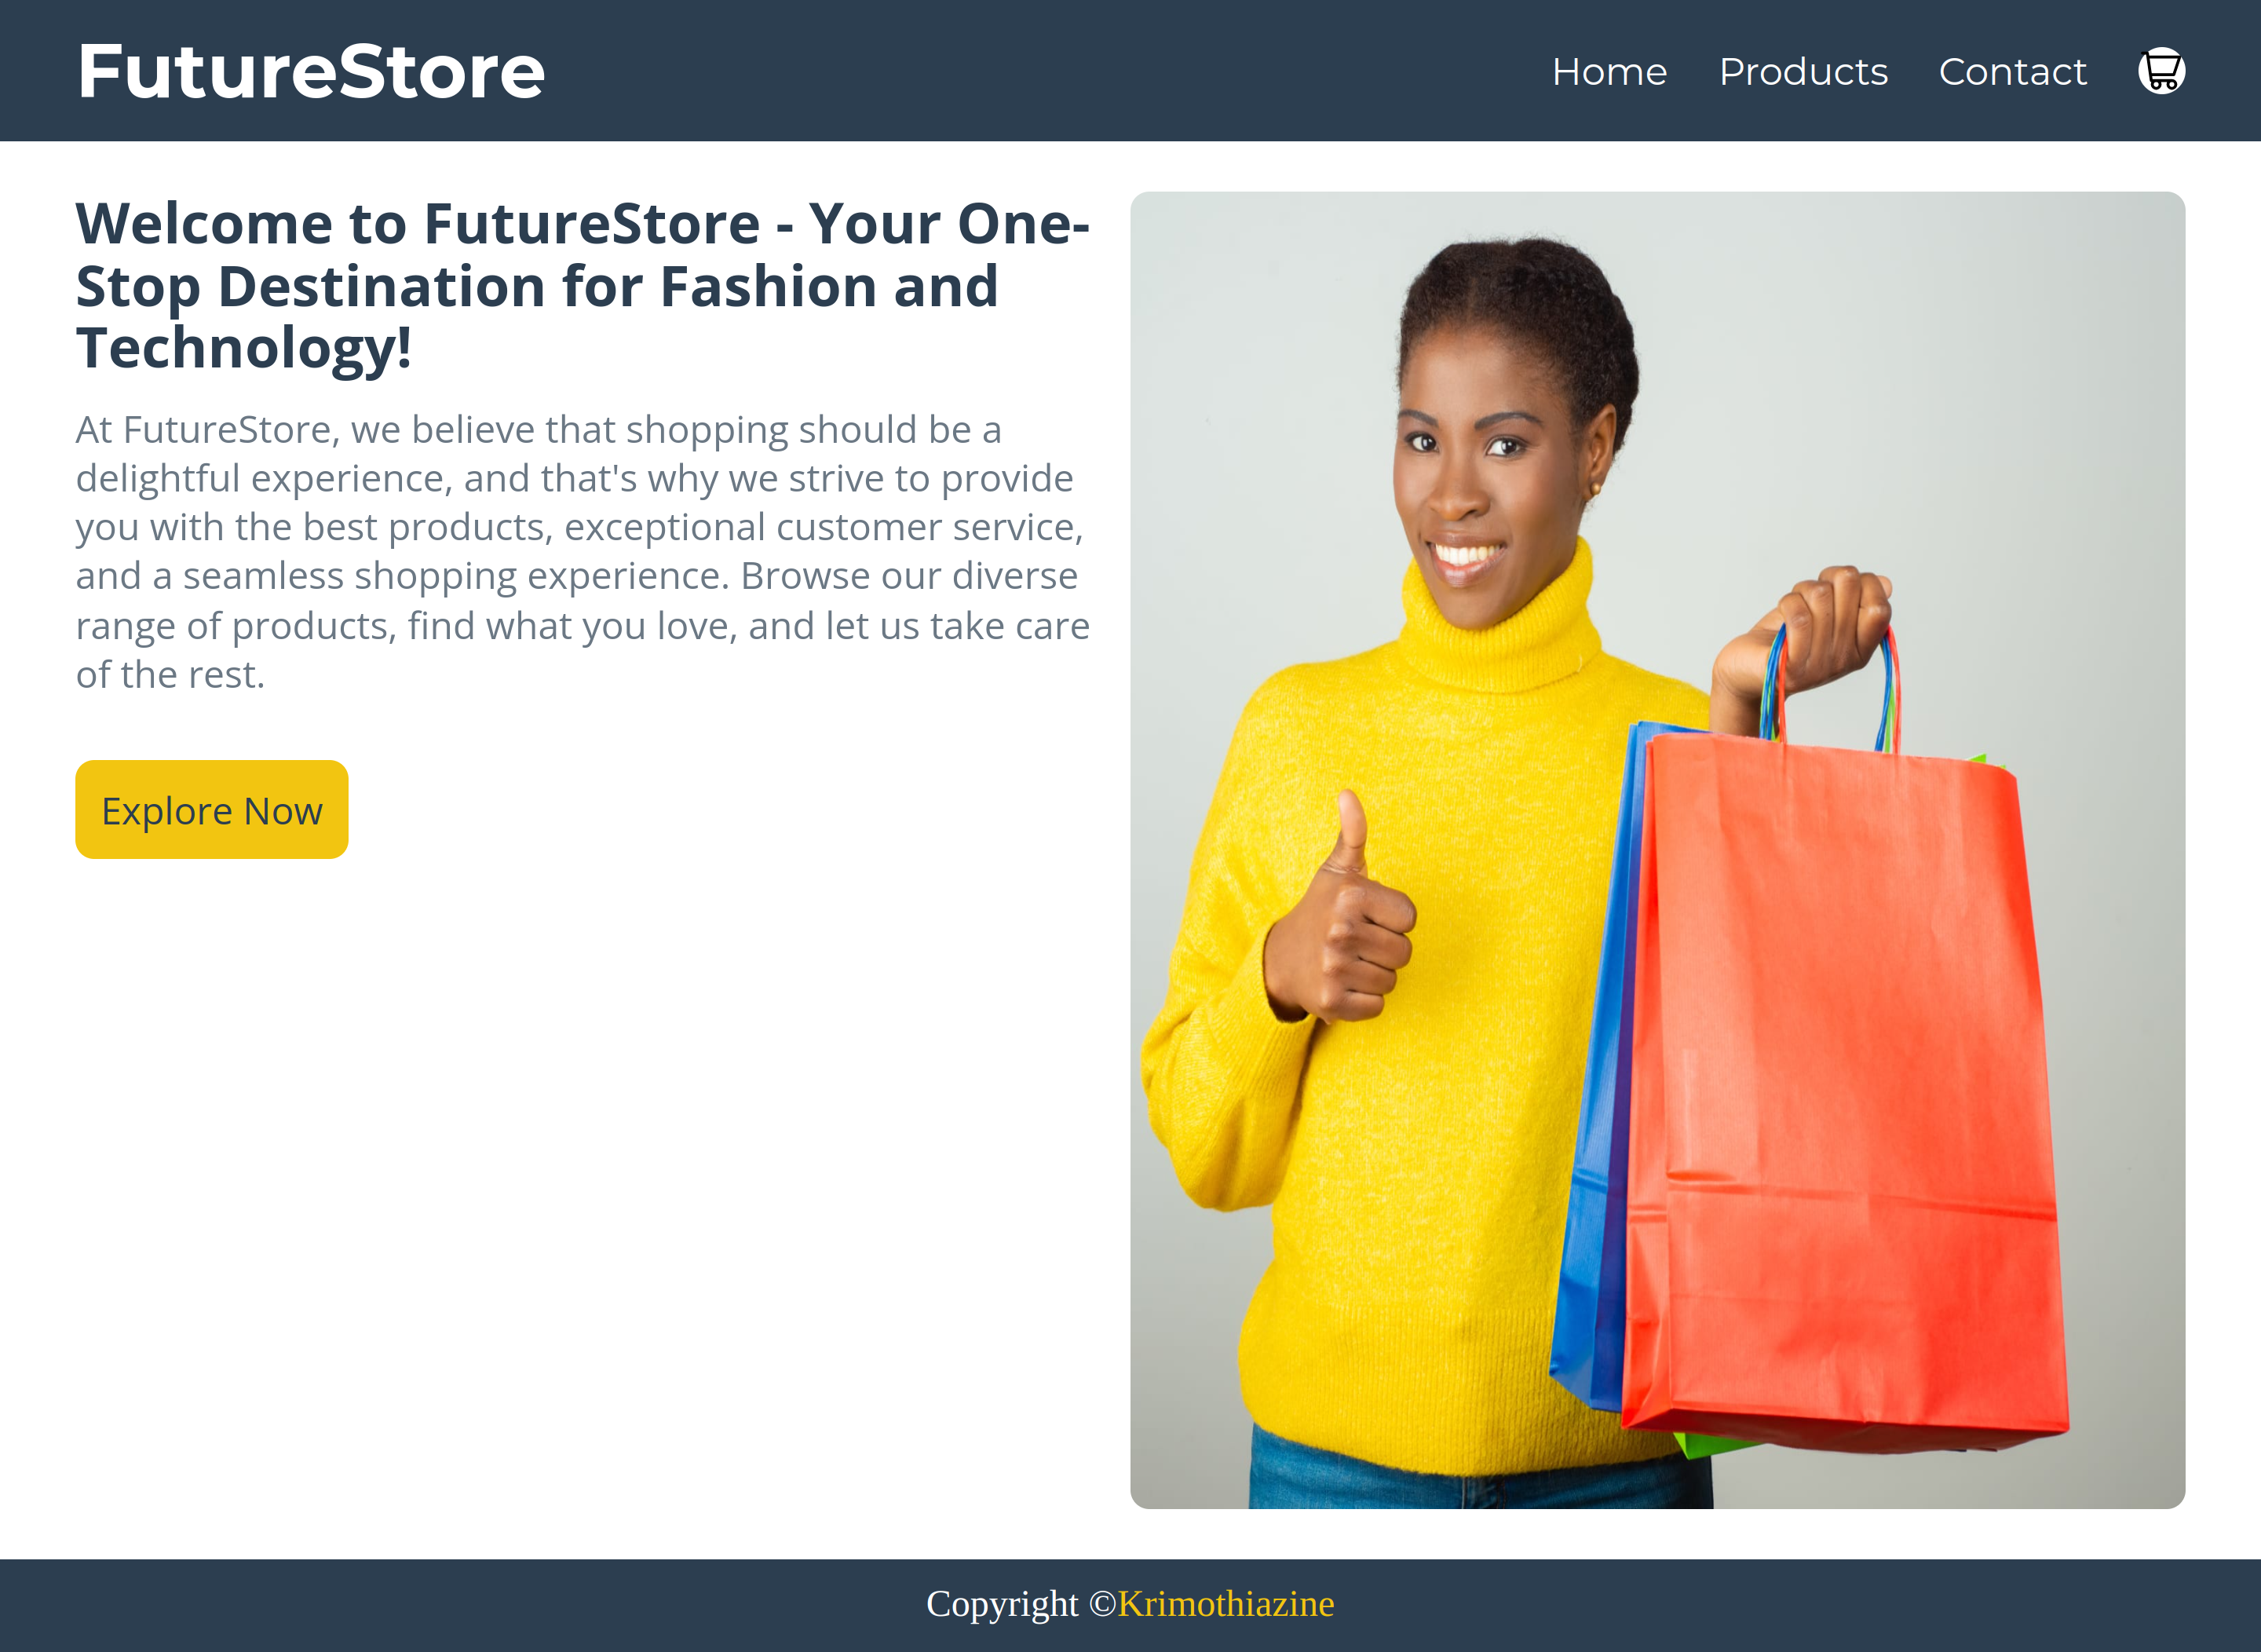 FutureStore
Home Products Contact
Welcome to FutureStore - Your One-
Stop Destination for Fashion and
Technology!
At FutureStore, we believe that shopping should be a
delightful experience, and that's why we strive to provide
you with the best products, exceptional customer service,
and a seamless shopping experience. Browse our diverse
range of products, find what you love, and let us take care
of the rest.
Explore Now
Copyright ©Krimothiazine